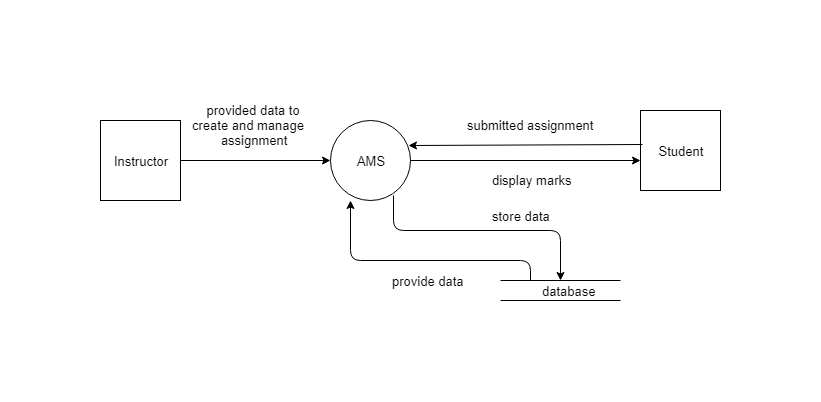 provided data to
create and manage
assignment
Instructor
AMS
submitted assignment
Student
display marks
store data
provide data
database